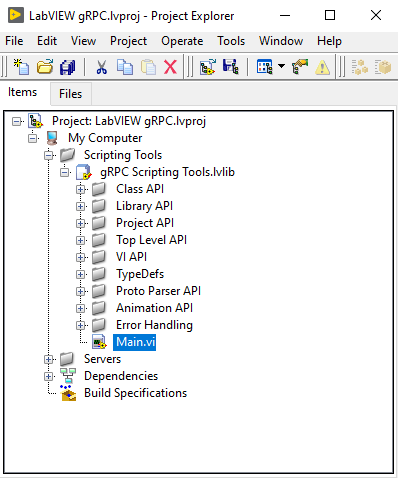 LabVIEW gRPC.lvproj - Project Explorer
File Edit View Project Operate Tools Window Help
Items Files
Project: LabVIEW gRPC.lvproj
My Computer
Scripting Tools
gRPC Scripting Tools.lvlib
Class API
Library API
Project API
Top Level API
VI API
TypeDefs
Proto Parser API
Animation API
Error Handling
Main.vi
Servers
Dependencies
Build Specifications